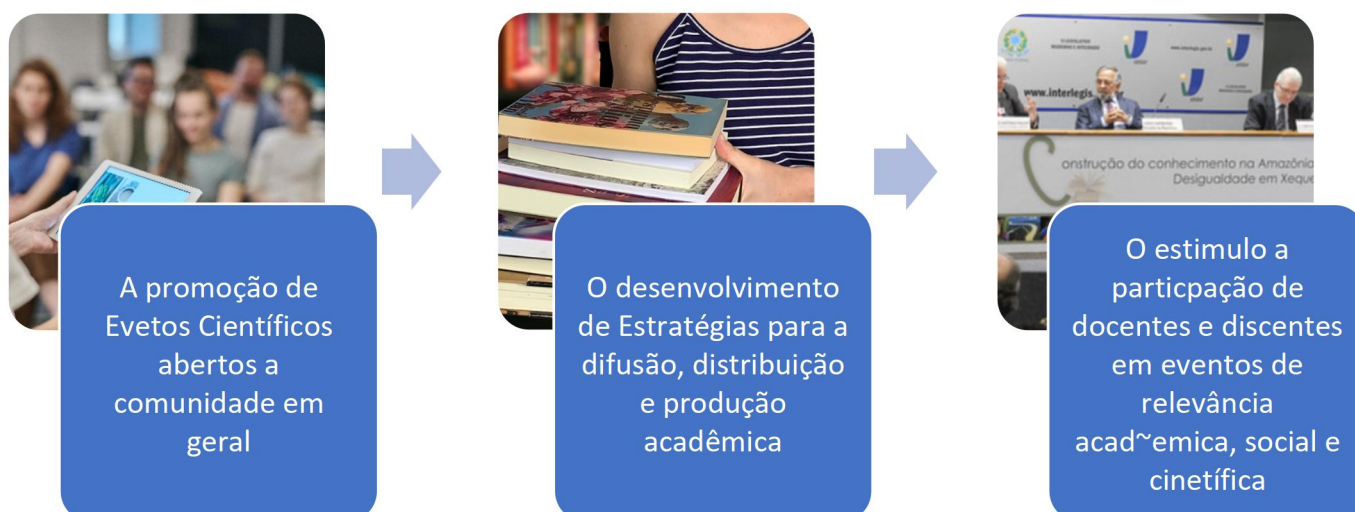 A promoção de
Evetos Científicos
abertos a
comunidade em
geral
O desenvolvimento
de Estratégias para a
difusão, distribuição
e produção
acadêmica
www.interlegis.
onstrução do conhecimento na Amazônia
Desigualdade em Xeque
O estimulo a
particpação de
docentes e discentes
em eventos de
relevância
acad~emica, social e
cinetífica